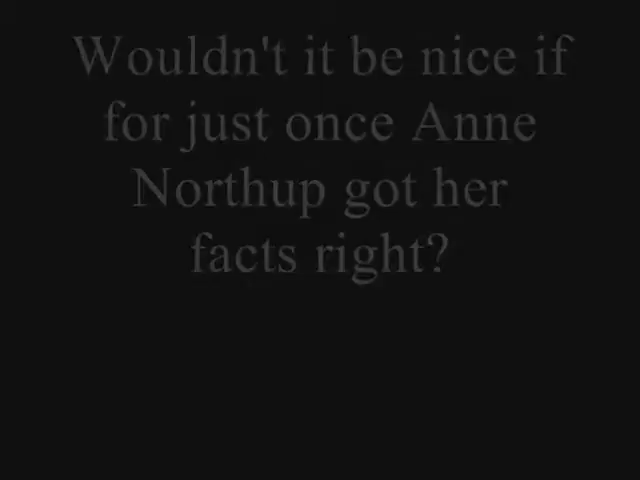 Wouldn't it be nice if
for just once Anne
Northup got her
facts right?